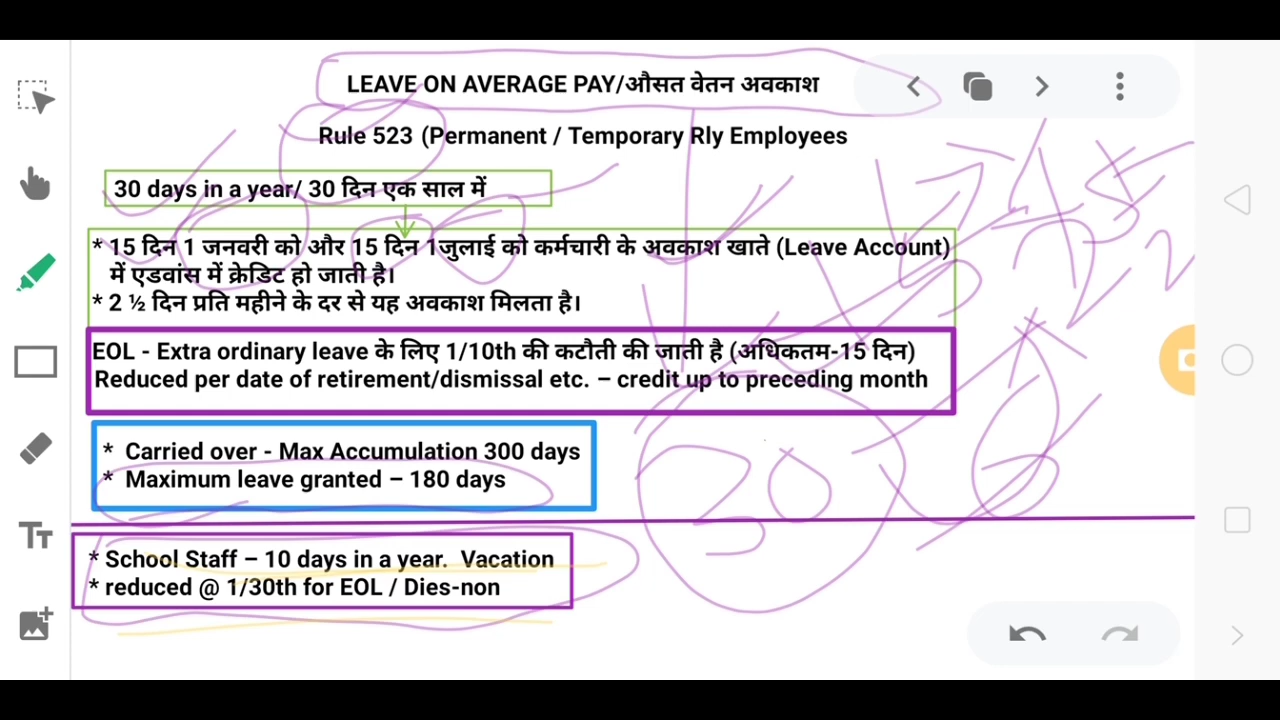 LEAVE ON AVERAGE PAY/औसत वेतन अवकाश
Rule 523 (Permanent / Temporary Rly Employees
30 days in a year/ 30 दिन एक साल में
* 15 दिन 1 जनवरी को और 15 दिन 1जुलाई को कर्मचारी के अवकाश खाते (Leave Account)
में एडवांस में क्रेडिट हो जाती है।
* 2 ½ दिन प्रति महीने के दर से यह अवकाश मिलता है।
EOL - Extra ordinary leave के लिए 1/10th की कटौती की जाती है (अधिकतम-15 दिन)
Reduced per date of retirement/dismissal etc. – credit up to preceding month
* Carried over - Max Accumulation 300 days
* Maximum leave granted – 180 days
30
* School Staff – 10 days in a year. Vacation
* reduced @ 1/30th for EOL / Dies-non
Tт